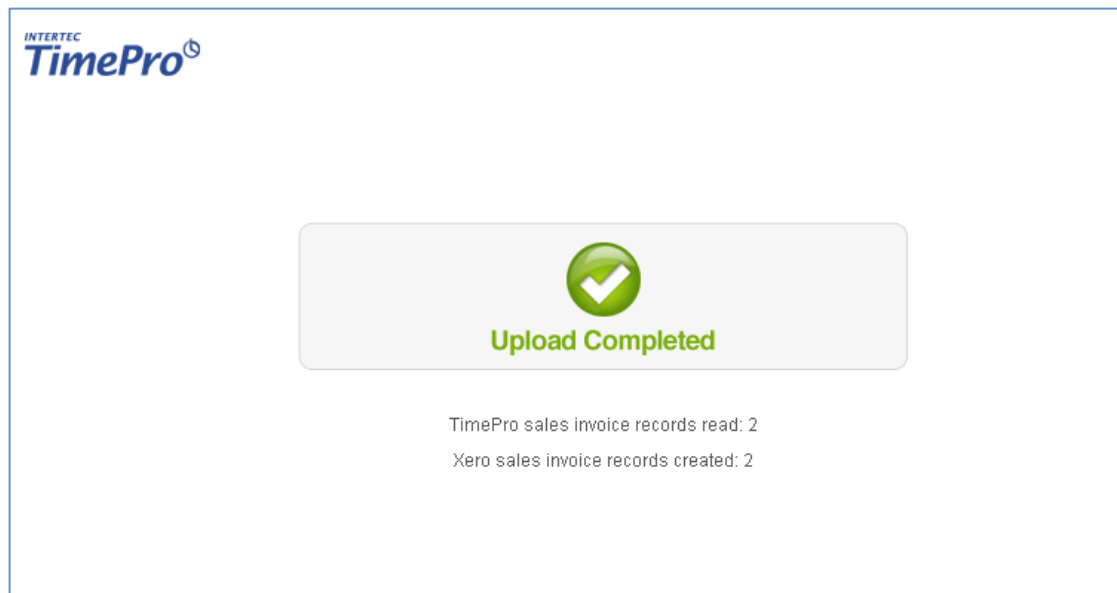 INTERTEC
TimePro
Upload Completed
TimePro sales invoice records read: 2
Xero sales invoice records created: 2